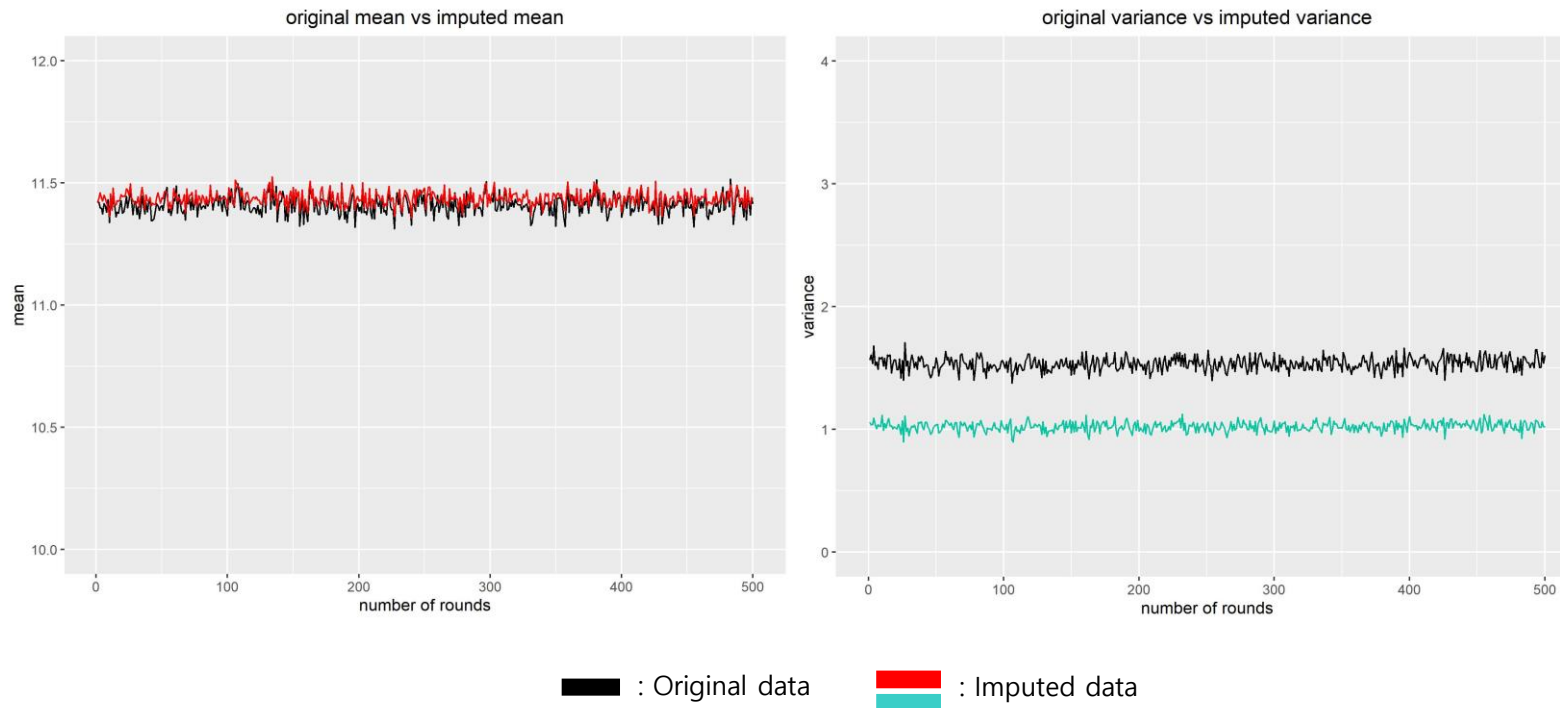 original mean vs imputed mean
12.0
11.5
11.0
10.5
10.0
mean
0 100 200 300 400 500
number of rounds
original variance vs imputed variance
4
3
2
1
0
variance
0 100 200 300 400 500
number of rounds
: Original data
: Imputed data